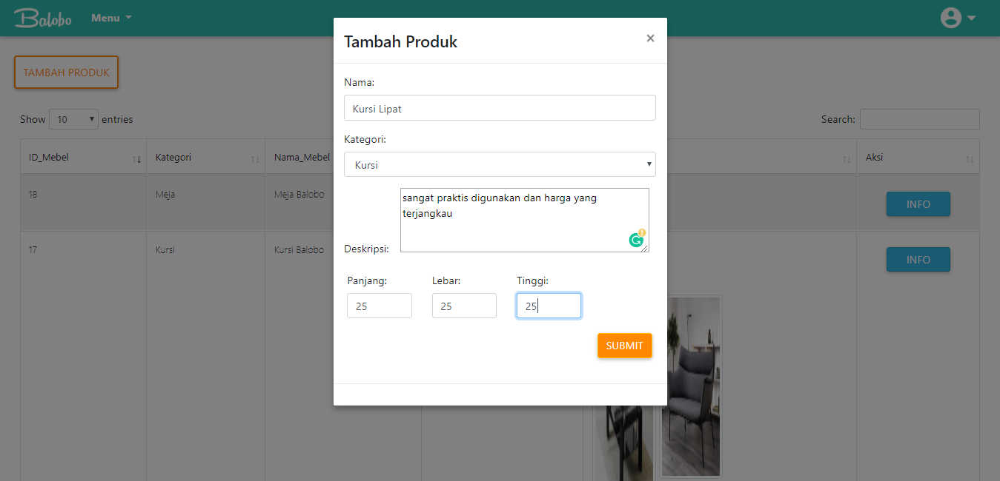 Balobo Menu
Tambah Produk ×
TAMBAH PRODUK
Nama:
Kursi Lipat
Show 10 entries Search:
Kategori:
Kursi
ID_Mebel Kategori Nama_Mebel Aksi
18 Meja Meja Balobo INFO
sangat praktis digunakan dan harga yang
terjangkau
Deskripsi:
17 Kursi Kursi Balobo INFO
Panjang: Lebar: Tinggi:
25 25 25
SUBMIT